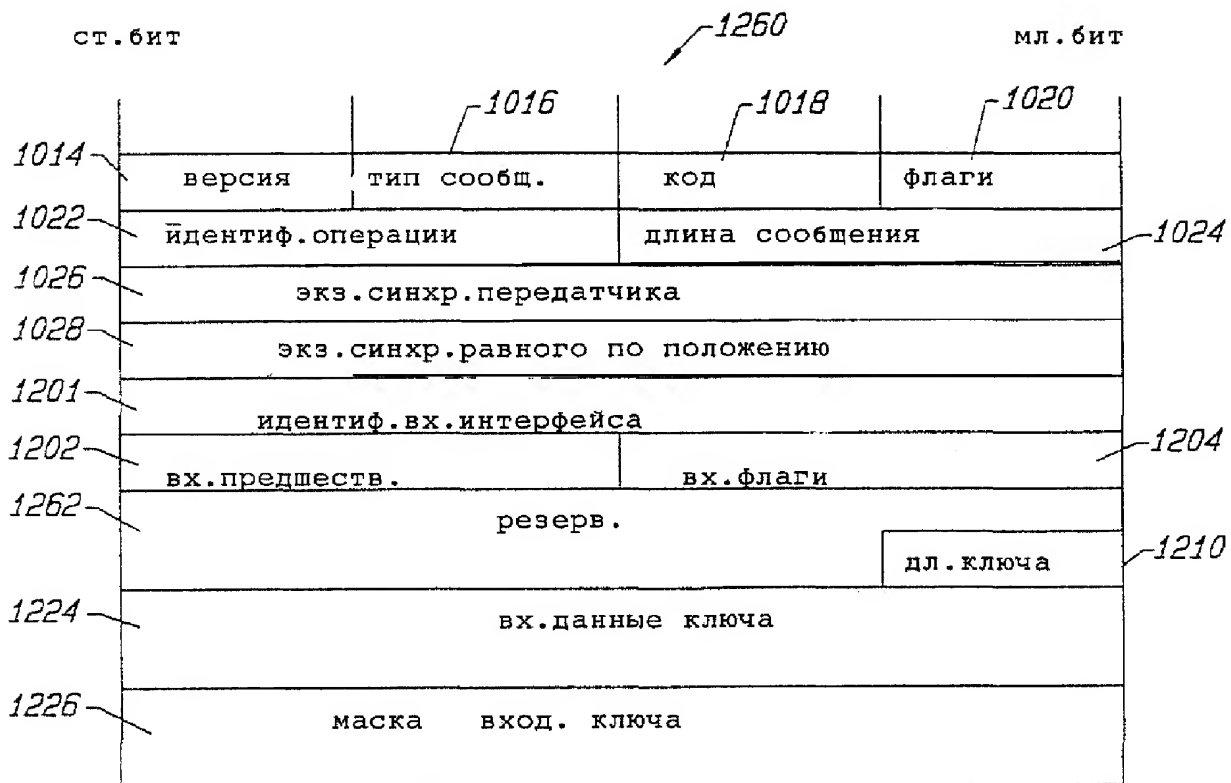 ст.бит 1260 мл.бит
1016 1018 1020
1014 версия тип сообщ. код флаги
1022 идентиф.операции длина сообщения 1024
1026 экз.синхр.передатчика
1028 экз.синхр.равного по положению
1201 идентиф.вх.интерфейса
1202 вх.предшеств. вх.флаги 1204
1262 резерв.
дл.ключа 1210
1224 вх.данные ключа
1226 маска вход. ключа